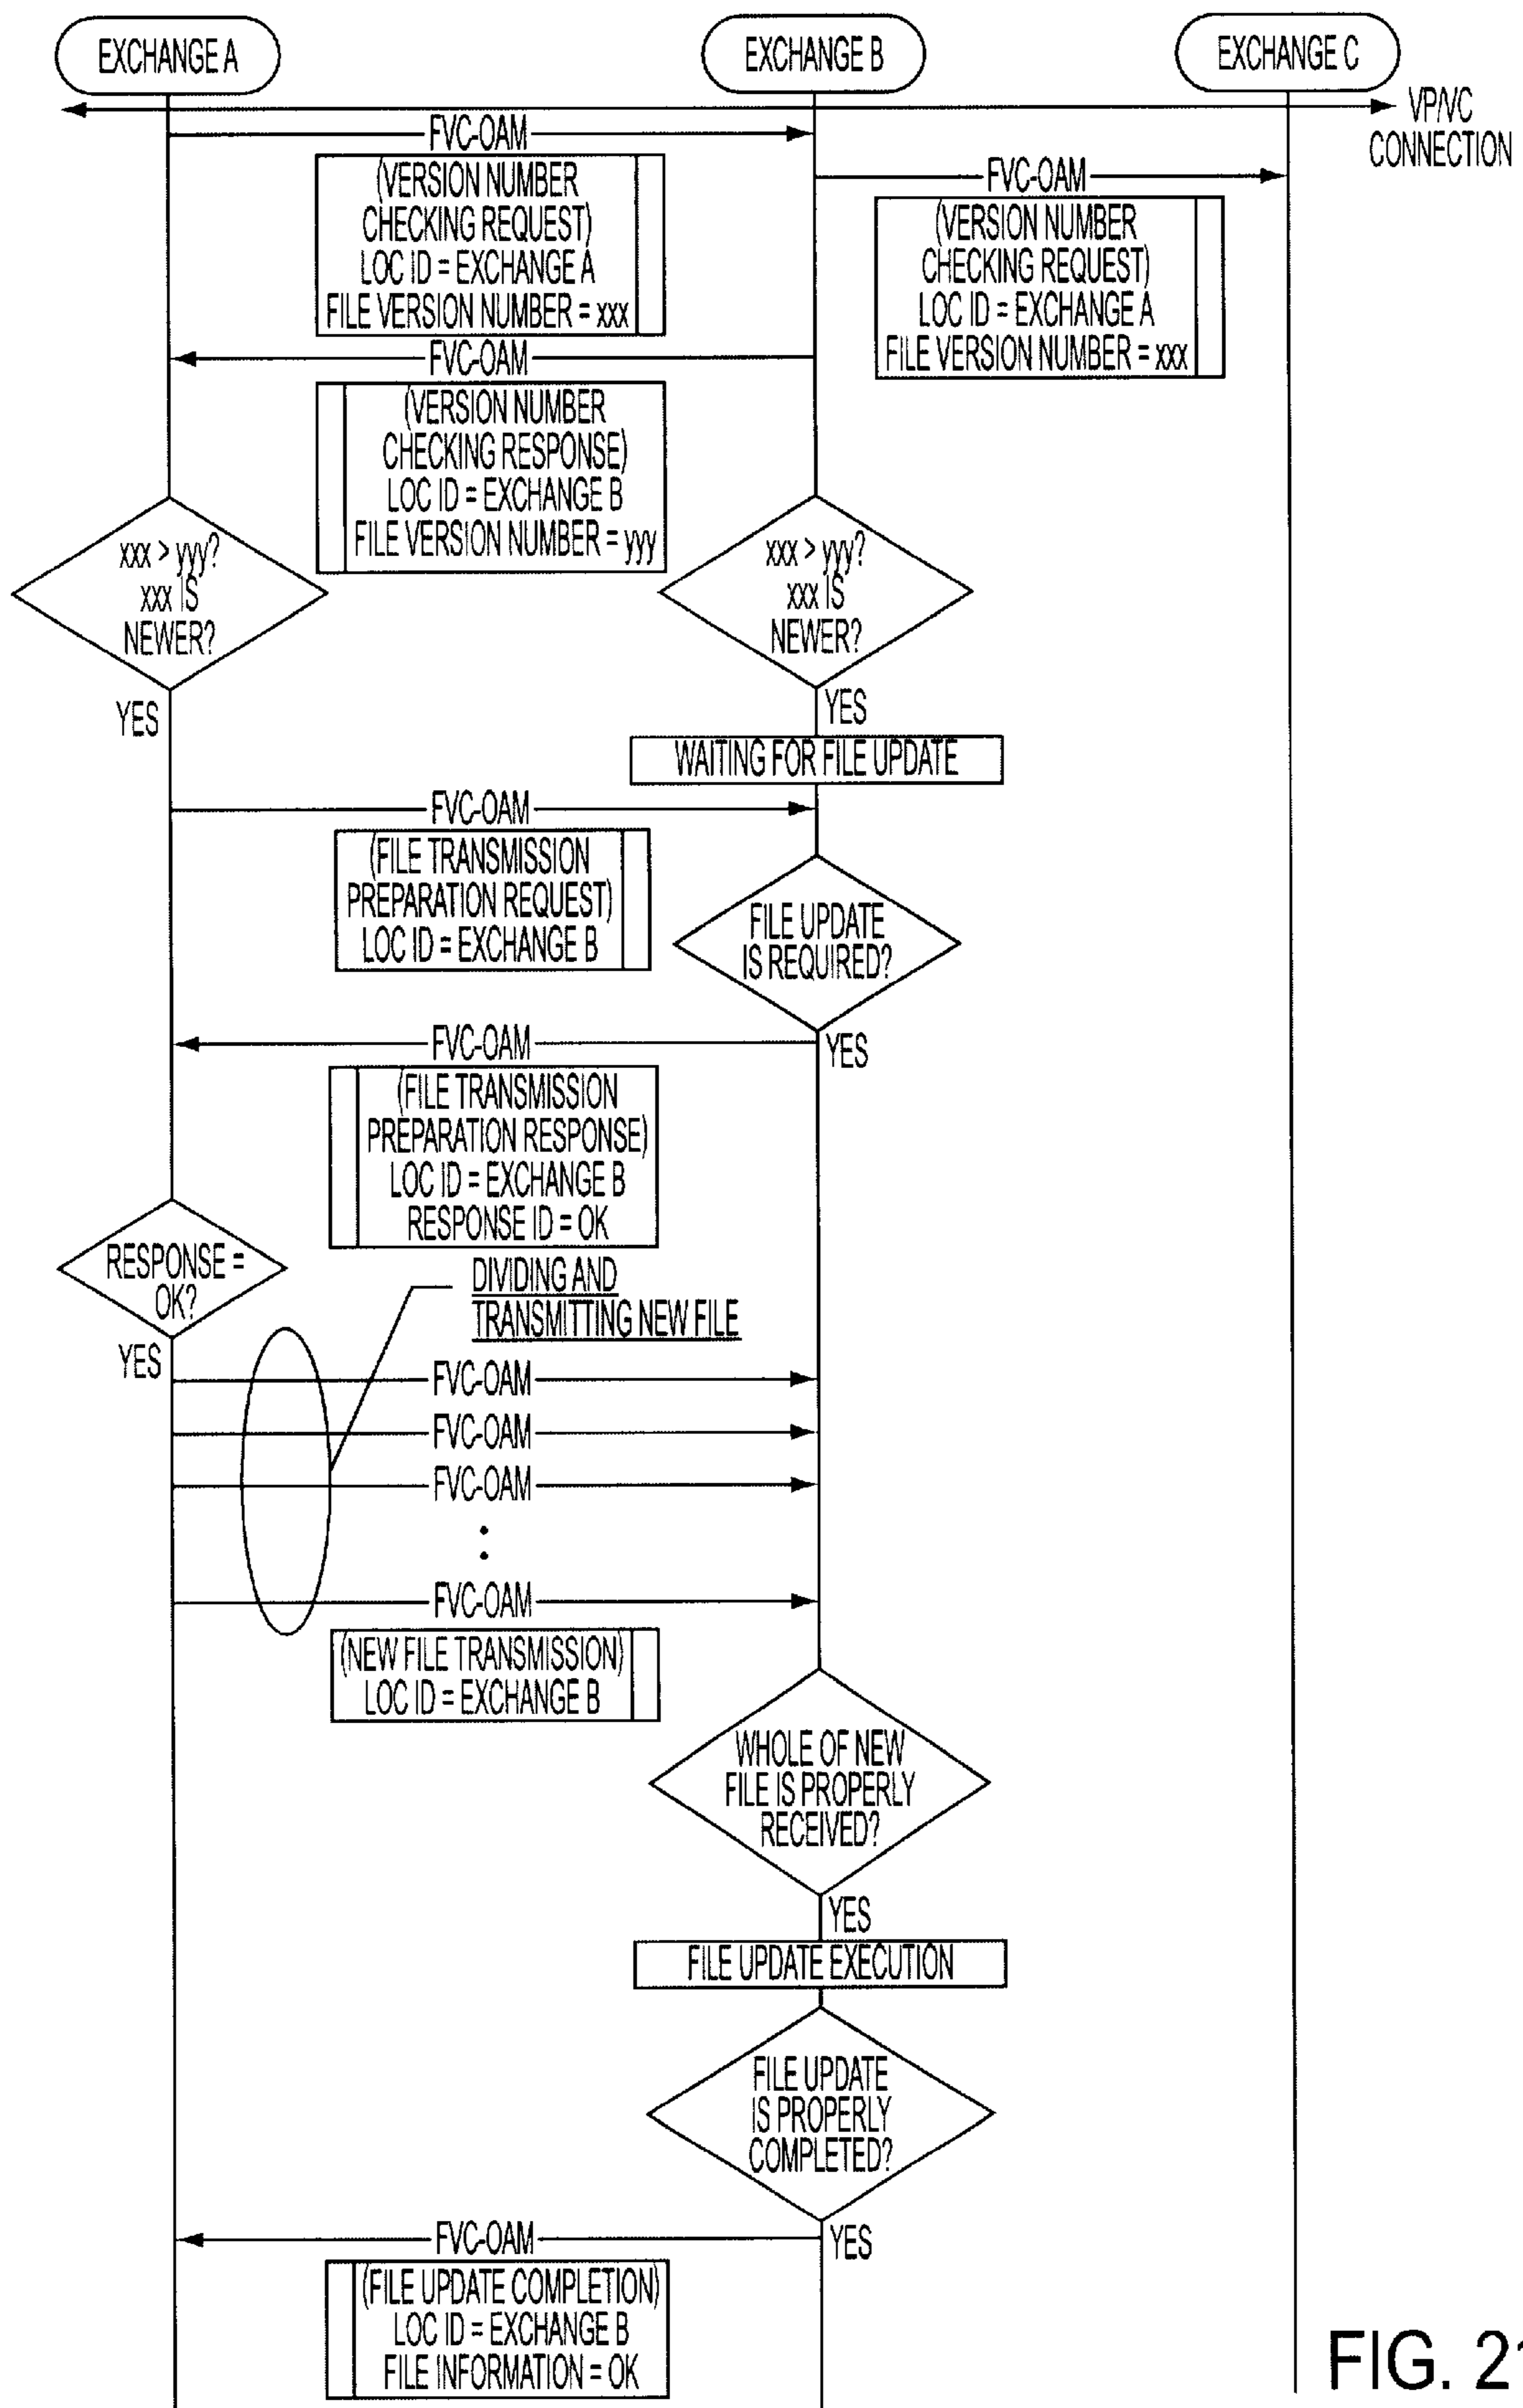 EXCHANGE A
EXCHANGE B
EXCHANGE C
VP/VC
CONNECTION
FVC-OAM
(VERSION NUMBER
CHECKING REQUEST)
LOC ID = EXCHANGE A
FILE VERSION NUMBER = xxx
FVC-OAM
(VERSION NUMBER
CHECKING REQUEST)
LOC ID = EXCHANGE A
FILE VERSION NUMBER = xxx
FVC-OAM
(VERSION NUMBER
CHECKING RESPONSE)
LOC ID = EXCHANGE B
FILE VERSION NUMBER = yyy
xxx > yyy?
xxx IS
NEWER?
YES
xxx > yyy?
xxx IS
NEWER?
YES
WAITING FOR FILE UPDATE
FVC-OAM
(FILE TRANSMISSION
PREPARATION REQUEST)
LOC ID = EXCHANGE B
FILE UPDATE
IS REQUIRED?
YES
FVC-OAM
(FILE TRANSMISSION
PREPARATION RESPONSE)
LOC ID = EXCHANGE B
RESPONSE ID = OK
RESPONSE =
OK?
YES
DIVIDING AND
TRANSMITTING NEW FILE
FVC-OAM
FVC-OAM
FVC-OAM
:
FVC-OAM
(NEW FILE TRANSMISSION)
LOC ID = EXCHANGE B
WHOLE OF NEW
FILE IS PROPERLY
RECEIVED?
YES
FILE UPDATE EXECUTION
FILE UPDATE
IS PROPERLY
COMPLETED?
YES
FVC-OAM
(FILE UPDATE COMPLETION)
LOC ID = EXCHANGE B
FILE INFORMATION = OK
FIG. 21